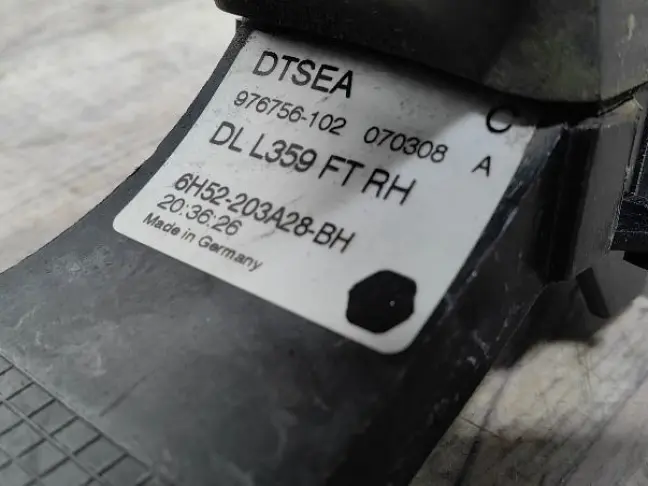 DTSEA
976756-102 070308 C
DL L359 FT RH A
6H52-203A28-BH
20:36:26
Made in Germany